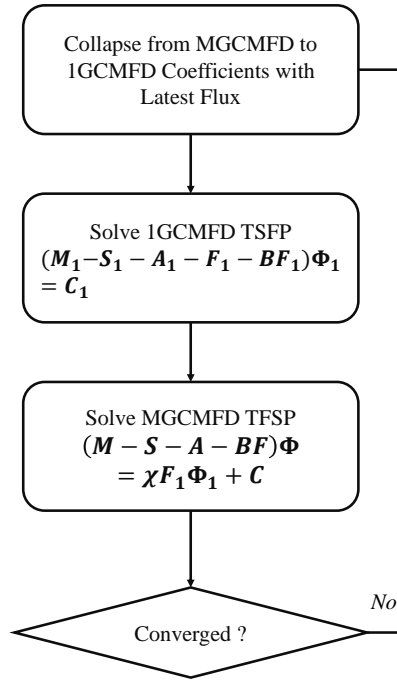 Collapse from MGCMFD to
1GCMFD Coefficients with
Latest Flux
Solve 1GCMFD TSFP
(M₁−S₁ − A₁ − F₁ − BF₁)Φ₁
= C₁
Solve MGCMFD TFSP
(M − S − A − BF)Φ
= χF₁Φ₁ + C
No
Converged ?